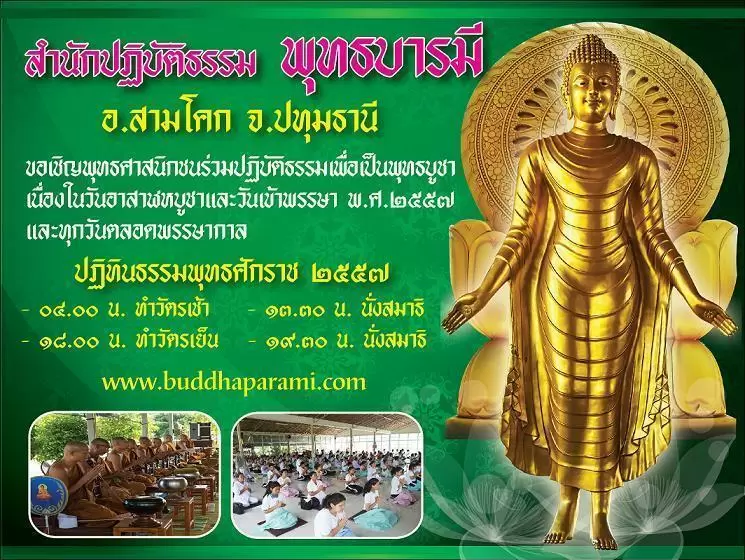 สำนักปฏิบัติธรรม พุทธบารมี
อ.สามโคก จ.ปทุมธานี
ขอเชิญพุทธศาสนิกชนร่วมปฏิบัติธรรมเพื่อเป็นพุทธบูชา
เนื่องในวันอาสาฬหบูชาและวันเข้าพรรษา พ.ศ.๒๕๕๗
และทุกวันตลอดพรรษากาล
ปฏิทินธรรมพุทธศักราช ๒๕๕๗
- ๐๔.๐๐ น. ทำวัตรเช้า - ๑๓.๓๐ น. นั่งสมาธิ
- ๑๘.๐๐ น. ทำวัตรเย็น - ๑๙.๓๐ น. นั่งสมาธิ
www.buddhaparami.com